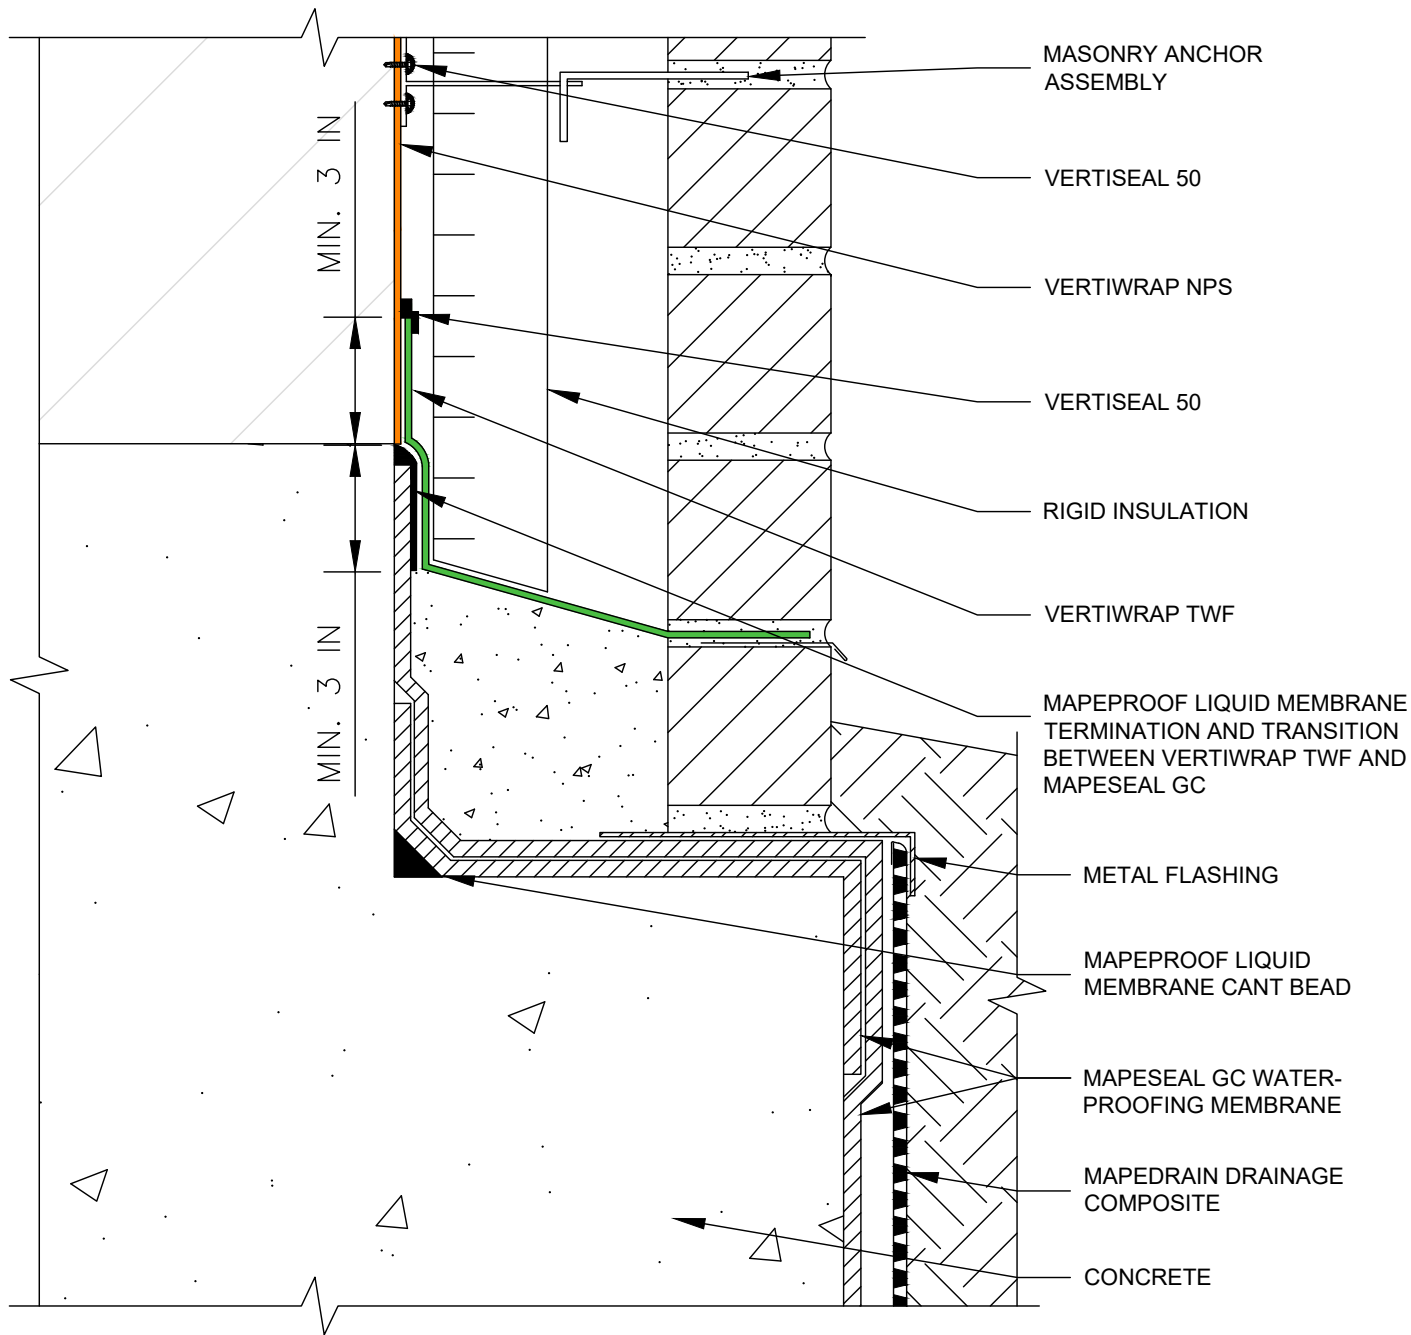 MASONRY ANCHOR
ASSEMBLY
MIN. 3 IN
VERTISEAL 50
VERTIWRAP NPS
VERTISEAL 50
RIGID INSULATION
VERTIWRAP TWF
MIN. 3 IN
MAPEPROOF LIQUID MEMBRANE
TERMINATION AND TRANSITION
BETWEEN VERTIWRAP TWF AND
MAPESEAL GC
METAL FLASHING
MAPEPROOF LIQUID
MEMBRANE CANT BEAD
MAPESEAL GC WATER-
PROOFING MEMBRANE
MAPEDRAIN DRAINAGE
COMPOSITE
CONCRETE